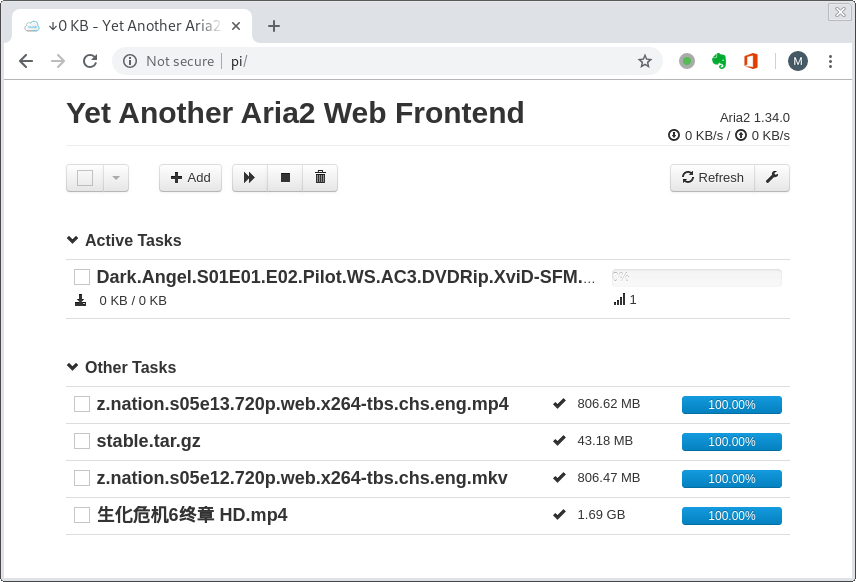 ↓0 KB - Yet Another Aria2
Not secure | pi/
M
Yet Another Aria2 Web Frontend
Aria2 1.34.0
0 KB/s / 0 KB/s
Add
Refresh
Active Tasks
Dark.Angel.S01E01.E02.Pilot.WS.AC3.DVDRip.XviD-SFM....
0%
0 KB / 0 KB
1
Other Tasks
z.nation.s05e13.720p.web.x264-tbs.chs.eng.mp4 806.62 MB 100.00%
stable.tar.gz 43.18 MB 100.00%
z.nation.s05e12.720p.web.x264-tbs.chs.eng.mkv 806.47 MB 100.00%
生化危机6终章 HD.mp4 1.69 GB 100.00%